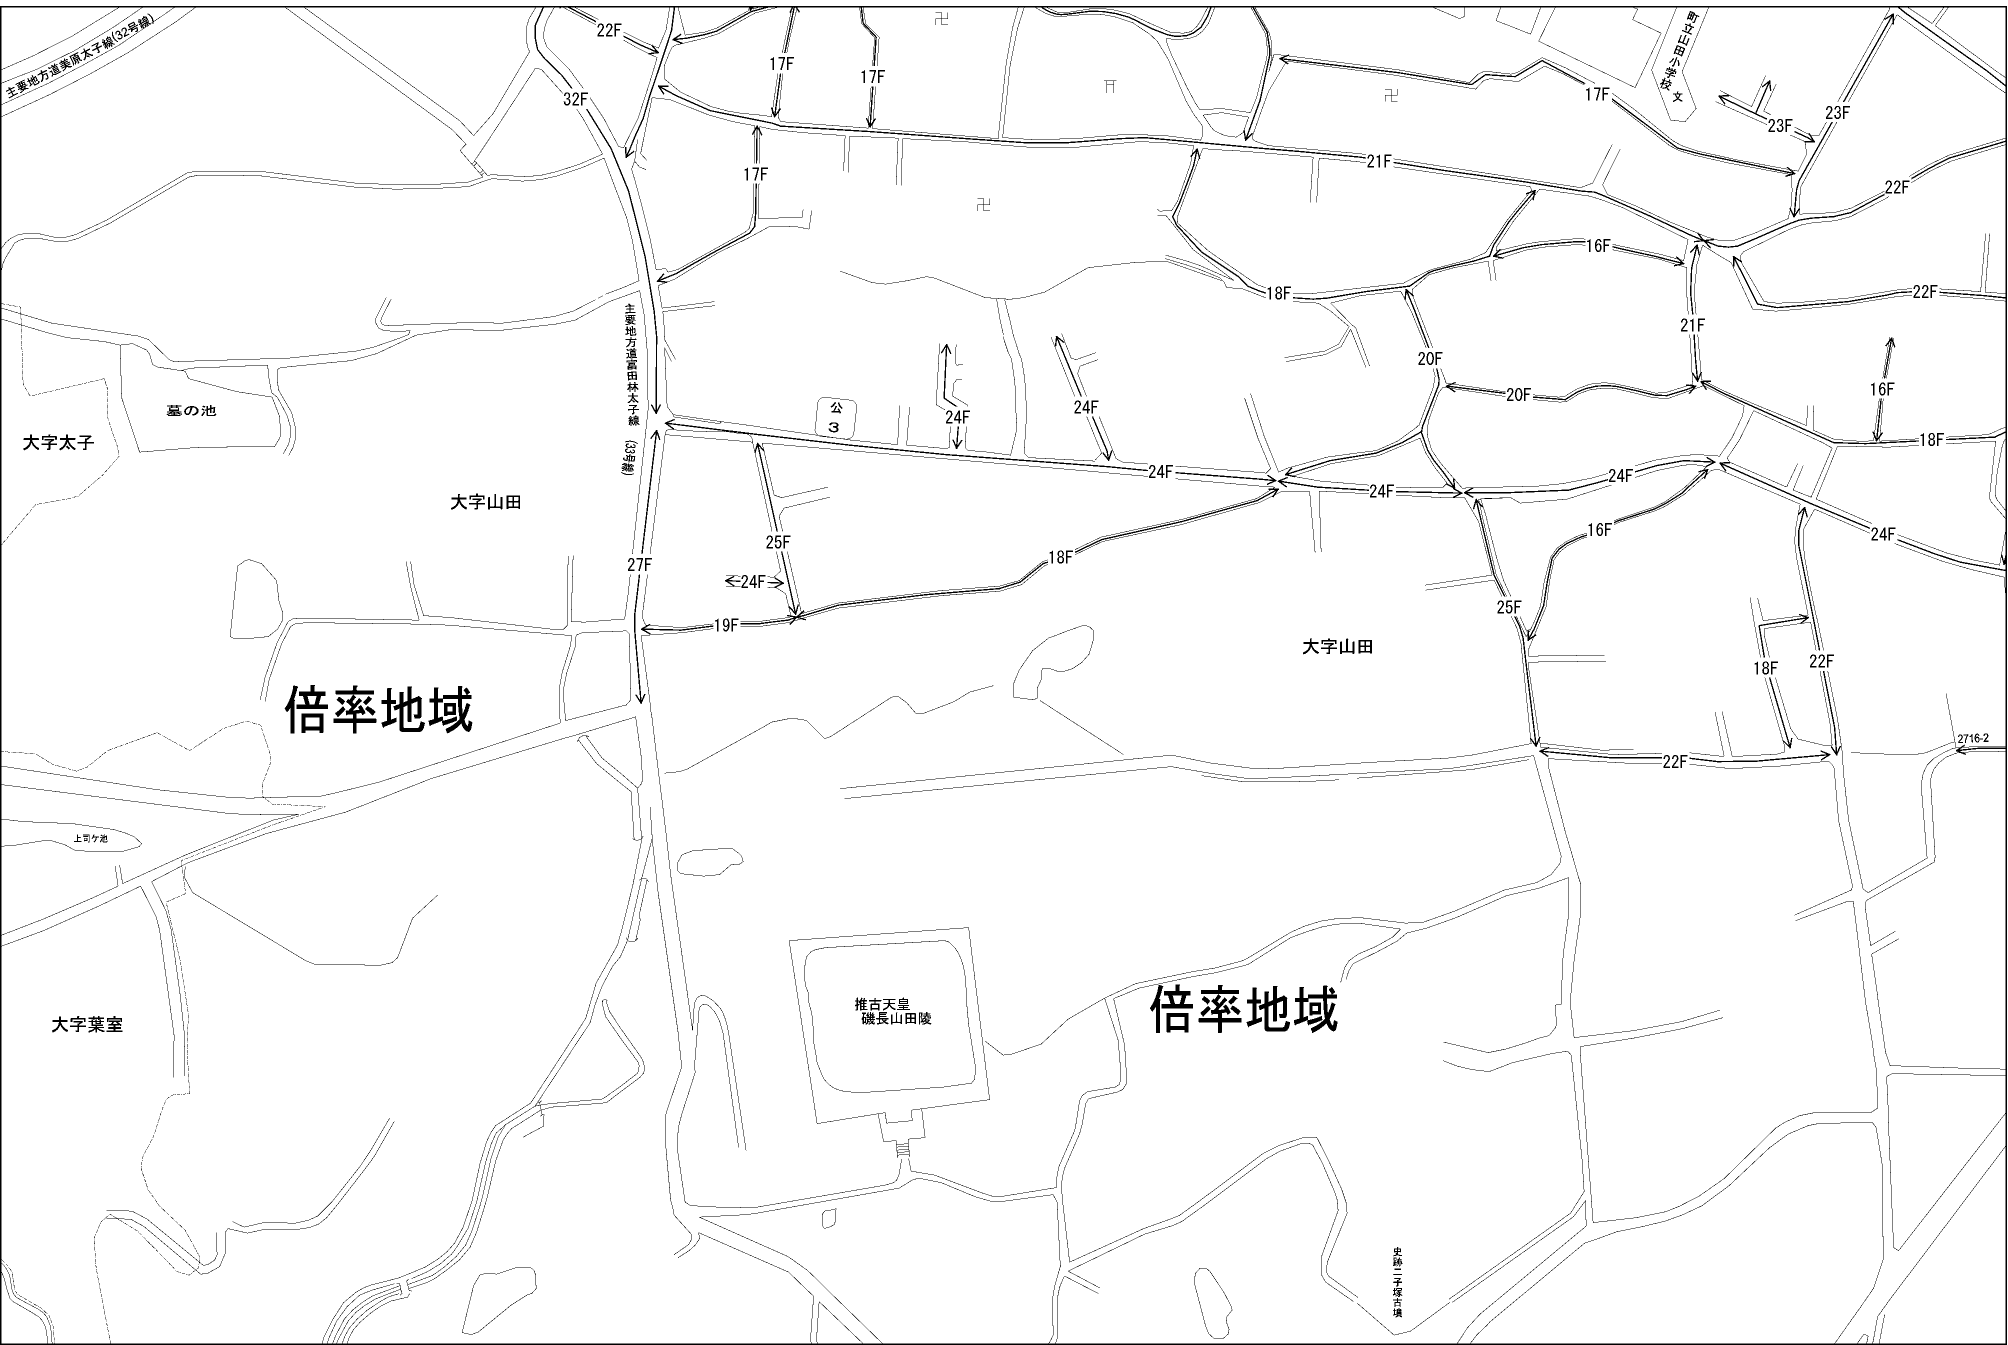 主要地方道美原太子線(32号線)
22F
32F
17F
17F
17F
町立山田小学校
文
17F
23F
23F
21F
22F
16F
18F
22F
21F
主要地方道富田林太子線 (33号線)
20F
20F
16F
墓の池
大字太子
公
3
24F
24F
18F
大字山田
24F
24F
24F
16F
24F
25F
24F
18F
27F
19F
25F
大字山田
18F
22F
倍率地域
2716-2
22F
上司ケ池
推古天皇
磯長山田陵
倍率地域
大字葉室
史跡二子塚古墳